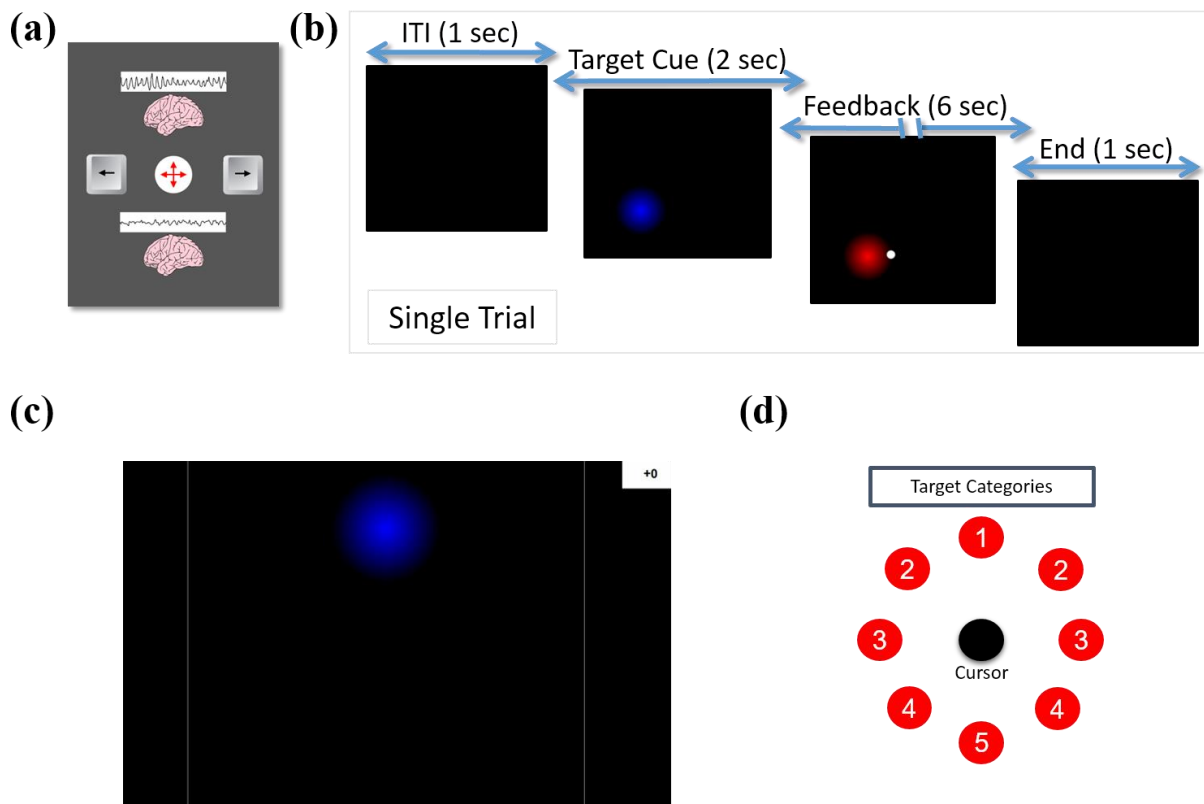 (a)
(b)
ITI (1 sec)
Target Cue (2 sec)
Feedback (6 sec)
End (1 sec)
Single Trial
(c)
+0
(d)
Target Categories
1
2
2
3
3
Cursor
4
4
5